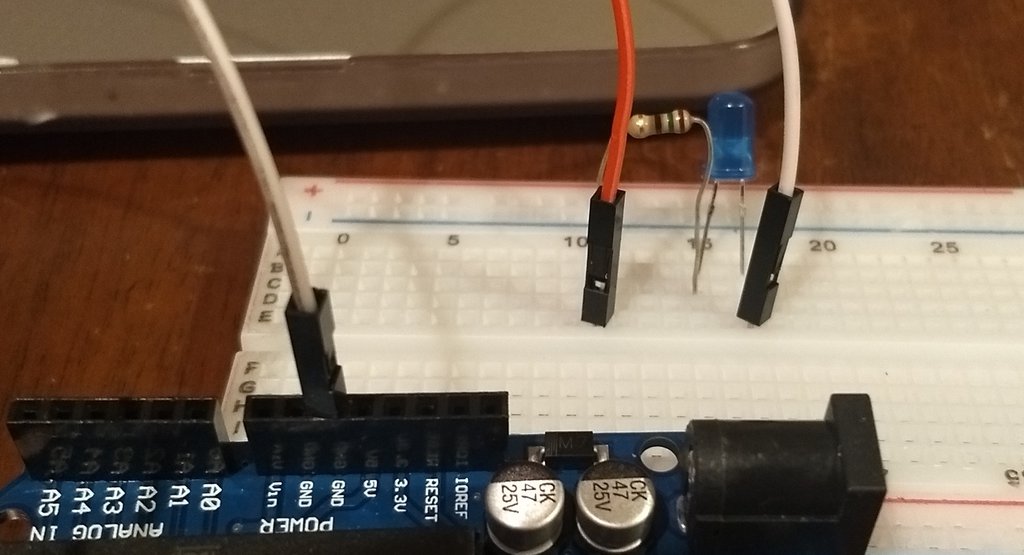 +
-
0 5 10 15 20 25
B
C
D
E
F
G
H
I
A5 A4 A3 A2 A1 A0
ANALOG IN
Vin GND GND 5V 3.3V RESET IOREF
POWER
CK
47
25V
CK
47
25V
M7